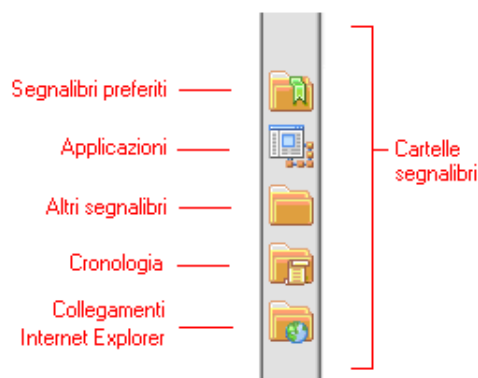 Segnalibri preferiti
Applicazioni
Altri segnalibri
Cronologia
Collegamenti
Internet Explorer
Cartelle
segnalibri